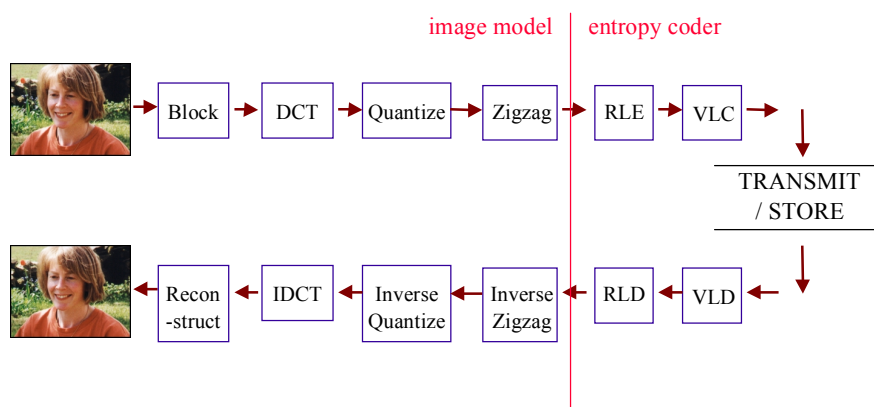 image model
entropy coder
Block
DCT
Quantize
Zigzag
RLE
VLC
TRANSMIT
/ STORE
Recon
-struct
IDCT
Inverse
Quantize
Inverse
Zigzag
RLD
VLD